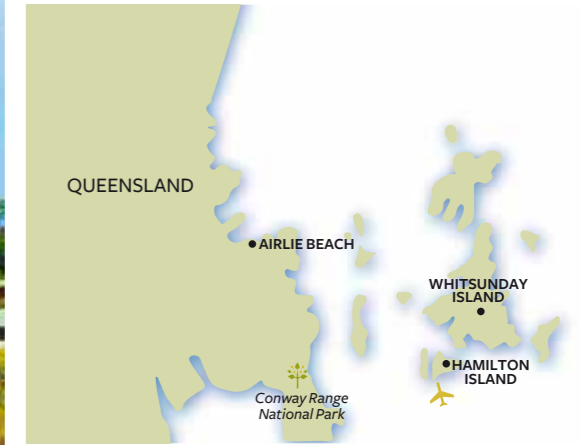 QUEENSLAND
AIRLIE BEACH
WHITSUNDAY
ISLAND
HAMILTON
ISLAND
Conway Range
National Park